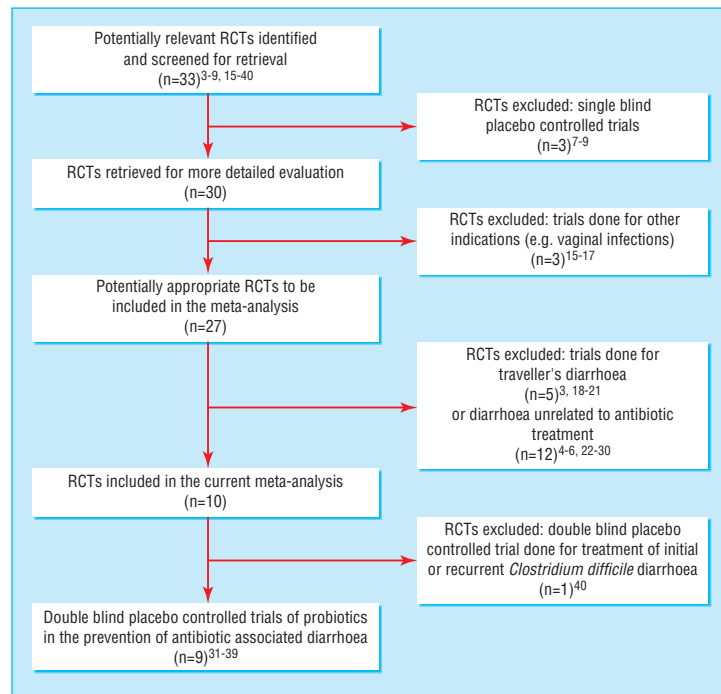 Potentially relevant RCTs identified
and screened for retrieval
(n=33)3-9, 15-40
RCTs excluded: single blind
placebo controlled trials
(n=3)7-9
RCTs retrieved for more detailed evaluation
(n=30)
RCTs excluded: trials done for other
indications (e.g. vaginal infections)
(n=3)15-17
Potentially appropriate RCTs to be
included in the meta-analysis
(n=27)
RCTs excluded: trials done for
traveller's diarrhoea
(n=5)3, 18-21
or diarrhoea unrelated to antibiotic
treatment
(n=12)4-6, 22-30
RCTs included in the current meta-analysis
(n=10)
RCTs excluded: double blind placebo
controlled trial done for treatment of initial
or recurrent Clostridium difficile diarrhoea
(n=1)40
Double blind placebo controlled trials of probiotics
in the prevention of antibiotic associated diarrhoea
(n=9)31-39